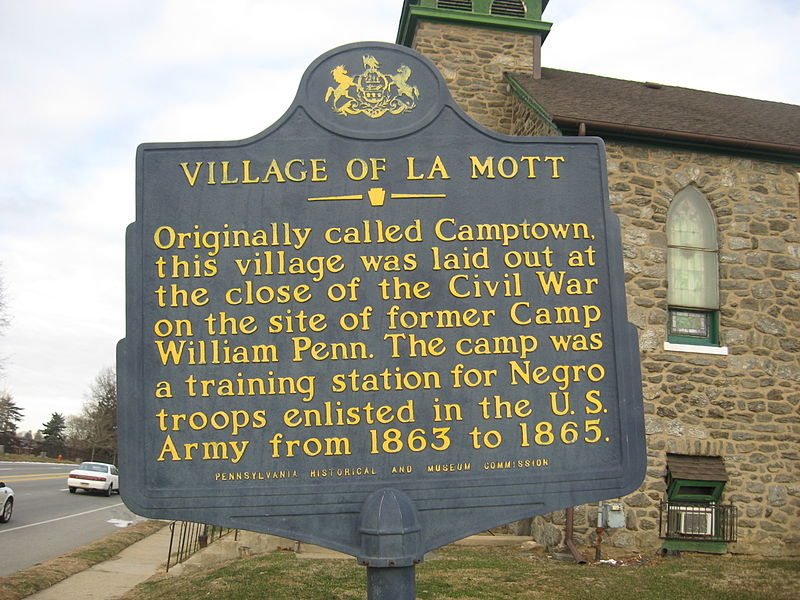 VILLAGE OF LA MOTT
Originally called Camptown,
this village was laid out at
the close of the Civil War
on the site of former Camp
William Penn. The camp was
a training station for Negro
troops enlisted in the U. S.
Army from 1863 to 1865.
PENNSYLVANIA HISTORICAL AND MUSEUM COMMISSION